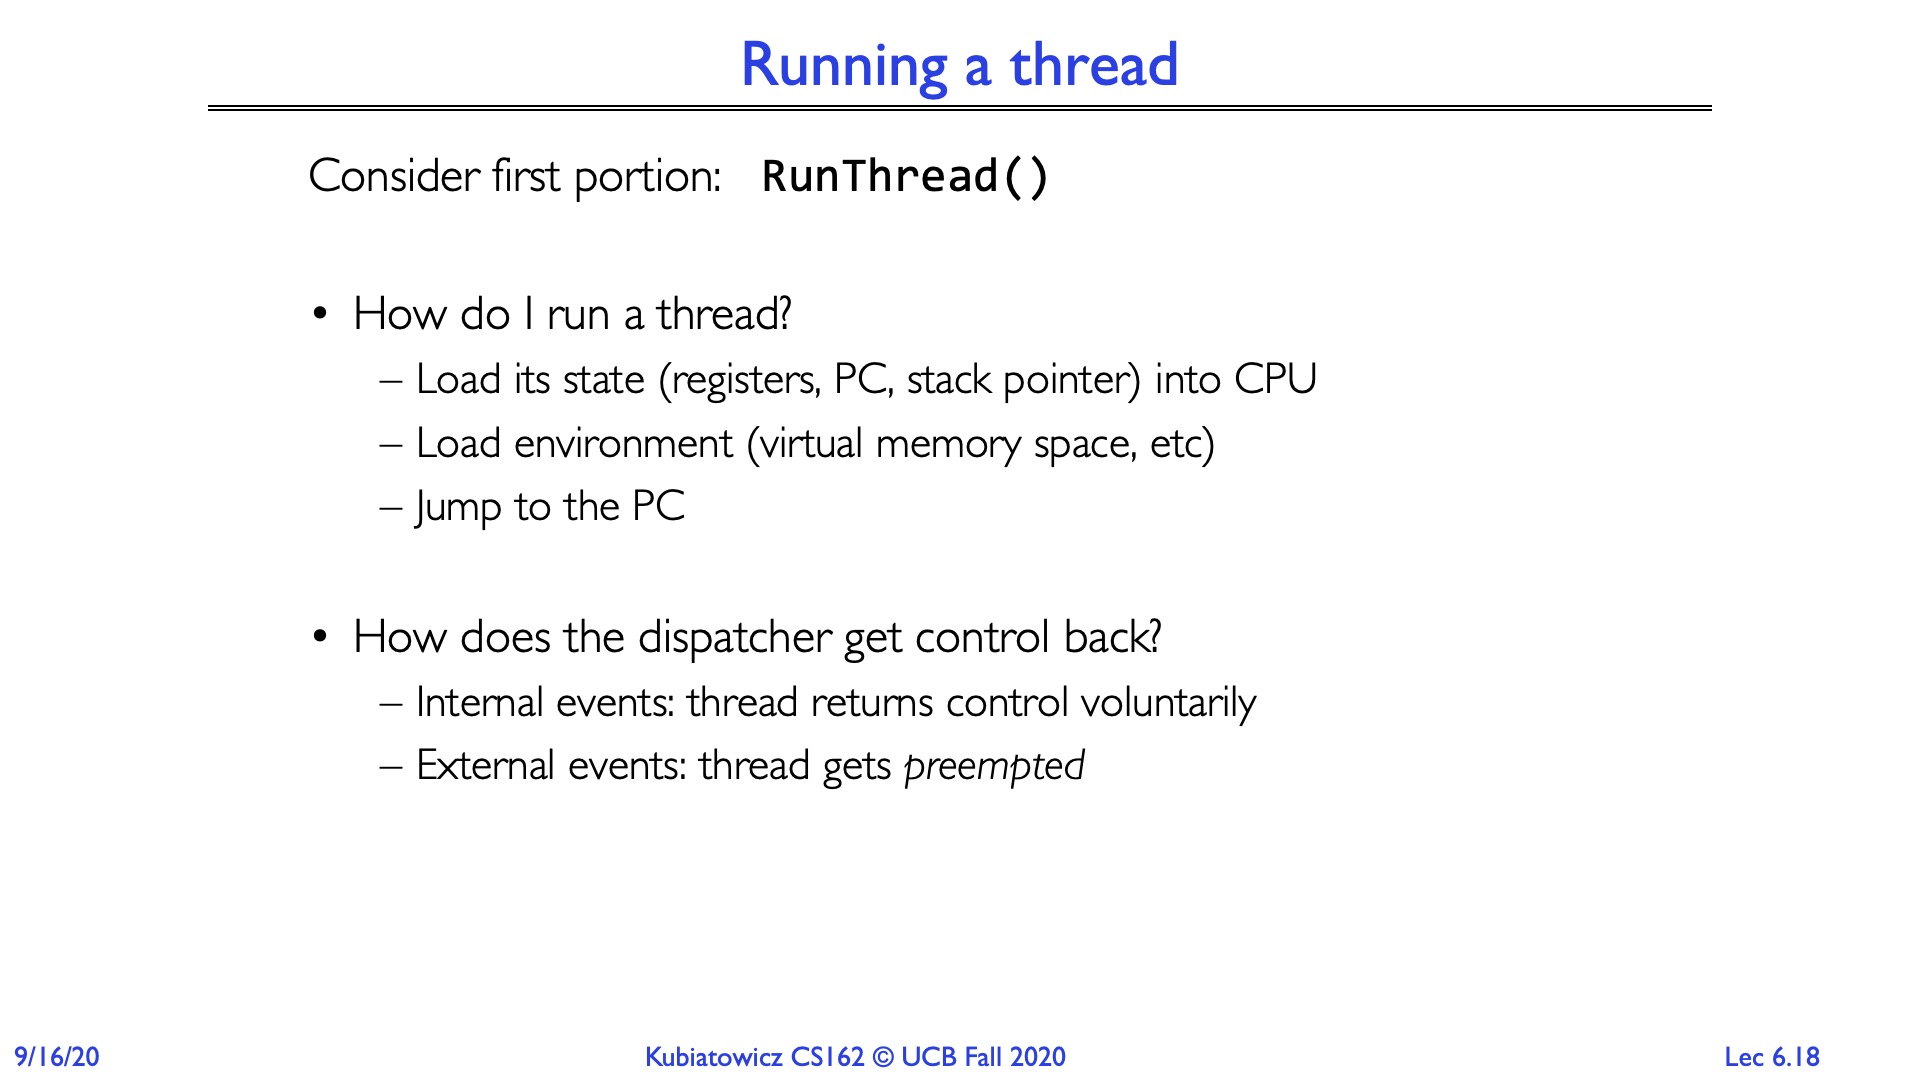 Running a thread
Consider first portion: RunThread()
• How do I run a thread?
– Load its state (registers, PC, stack pointer) into CPU
– Load environment (virtual memory space, etc)
– Jump to the PC
• How does the dispatcher get control back?
– Internal events: thread returns control voluntarily
– External events: thread gets preempted
9/16/20
Kubiatowicz CS162 © UCB Fall 2020
Lec 6.18